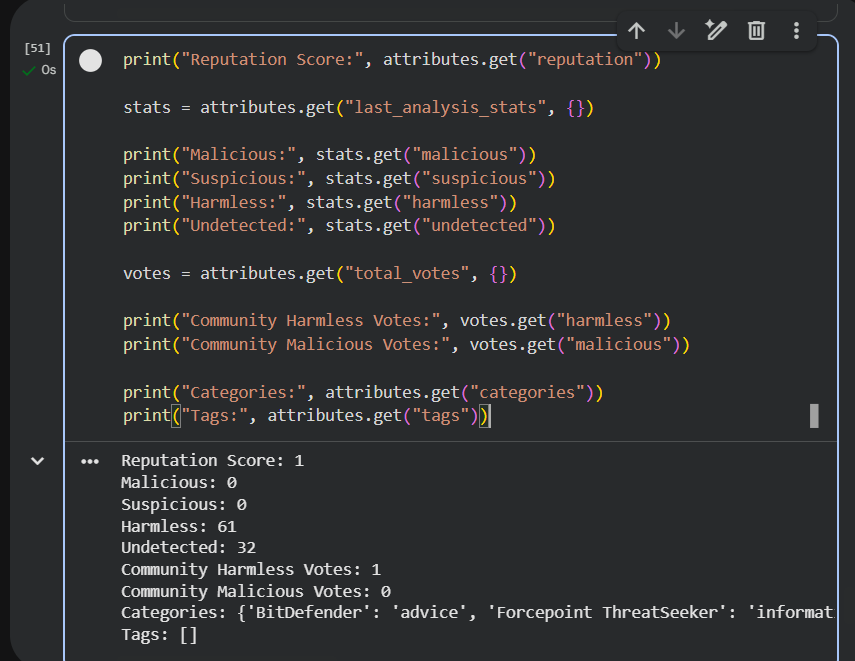 [51]
0s
print("Reputation Score:", attributes.get("reputation"))
stats = attributes.get("last_analysis_stats", {})
print("Malicious:", stats.get("malicious"))
print("Suspicious:", stats.get("suspicious"))
print("Harmless:", stats.get("harmless"))
print("Undetected:", stats.get("undetected"))
votes = attributes.get("total_votes", {})
print("Community Harmless Votes:", votes.get("harmless"))
print("Community Malicious Votes:", votes.get("malicious"))
print("Categories:", attributes.get("categories"))
print("Tags:", attributes.get("tags"))
Reputation Score: 1
Malicious: 0
Suspicious: 0
Harmless: 61
Undetected: 32
Community Harmless Votes: 1
Community Malicious Votes: 0
Categories: {'BitDefender': 'advice', 'Forcepoint ThreatSeeker': 'informat
Tags: []